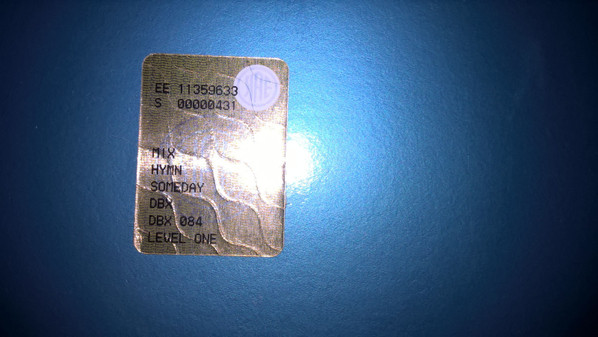 EE 11359633
S 00000431
MIX
HYMN
SOMEDAY
DBX
DBX 084
LEVEL ONE